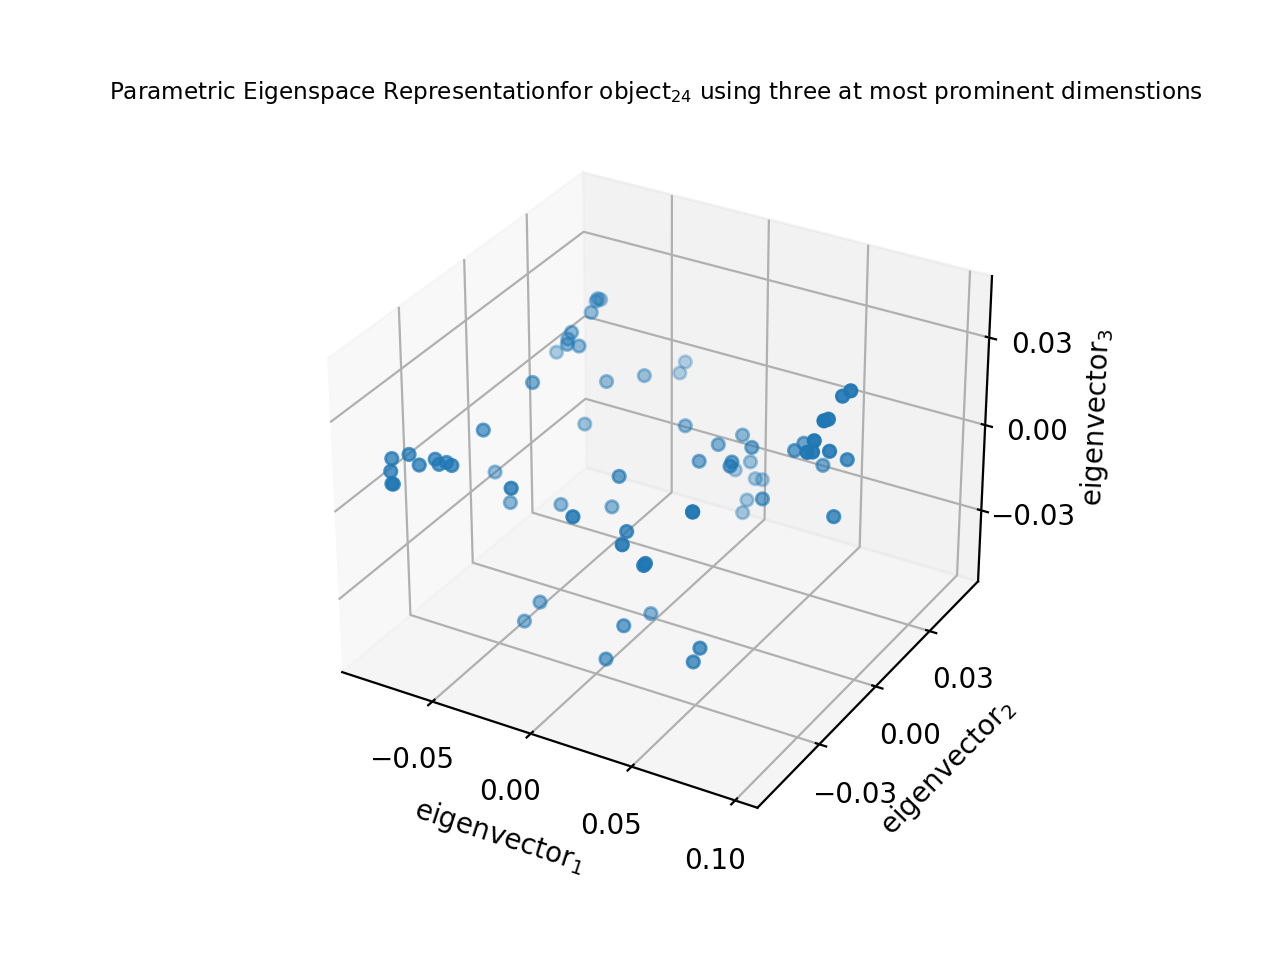 Parametric Eigenspace Representationfor object₂₄ using three at most prominent dimenstions
0.03
0.00
−0.03
eigenvector₃
0.03
0.00
−0.03
eigenvector₂
−0.05
0.00
0.05
0.10
eigenvector₁